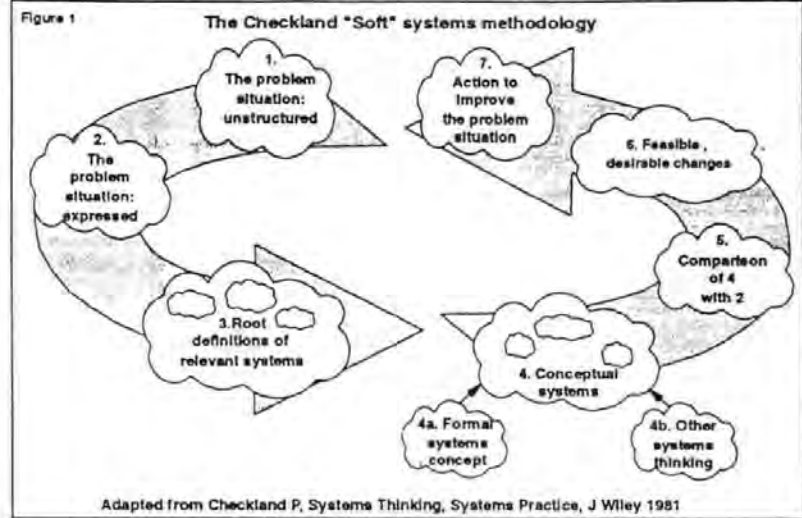 Figure 1
The Checkland "Soft" systems methodology
1.
The problem
situation:
unstructured
2.
The
problem
situation:
expressed
3.Root
definitions of
relevant systems
4. Conceptual
systems
4a. Formal
systems
concept
4b. Other
systems
thinking
5.
Comparison
of 4
with 2
6. Feasible ,
desirable changes
7.
Action to
improve
the problem
situation
Adapted from Checkland P, Systems Thinking, Systems Practice, J Wiley 1981